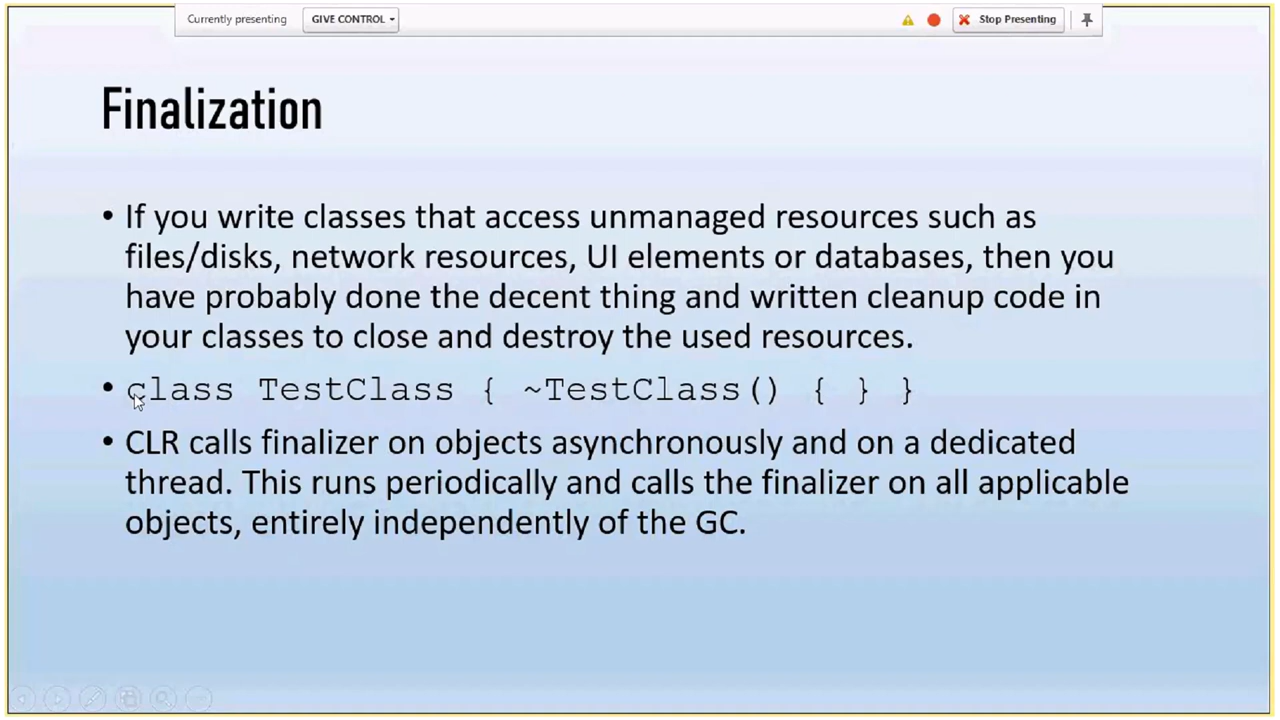 Currently presenting GIVE CONTROL Stop Presenting
Finalization
• If you write classes that access unmanaged resources such as
files/disks, network resources, UI elements or databases, then you
have probably done the decent thing and written cleanup code in
your classes to close and destroy the used resources.
• class TestClass { ~TestClass() { } }
• CLR calls finalizer on objects asynchronously and on a dedicated
thread. This runs periodically and calls the finalizer on all applicable
objects, entirely independently of the GC.